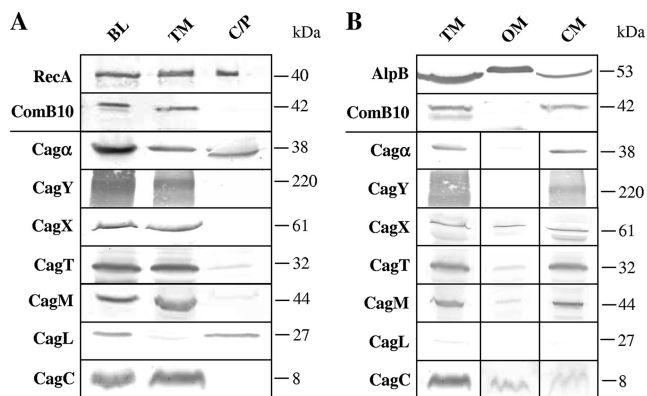 A
BL TM C/P kDa
RecA 40
ComB10 42
Cagα 38
CagY 220
CagX 61
CagT 32
CagM 44
CagL 27
CagC 8
B
TM OM CM kDa
AlpB 53
ComB10 42
Cagα 38
CagY 220
CagX 61
CagT 32
CagM 44
CagL 27
CagC 8